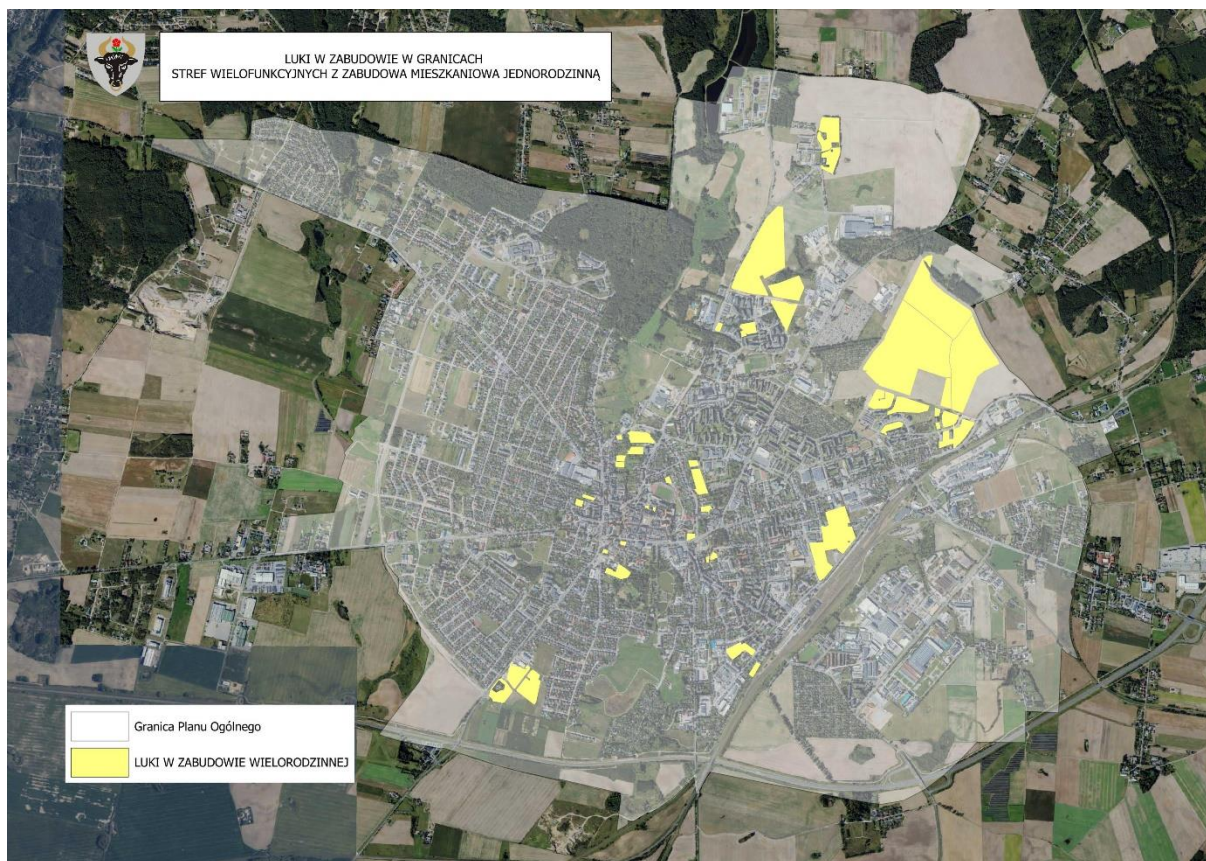 LUKI W ZABUDOWIE W GRANICACH
STREF WIELOFUNKCYJNYCH Z ZABUDOWA MIESZKANIOWA JEDNORODZINNĄ
Granica Planu Ogólnego
LUKI W ZABUDOWIE WIELORODZINNEJ